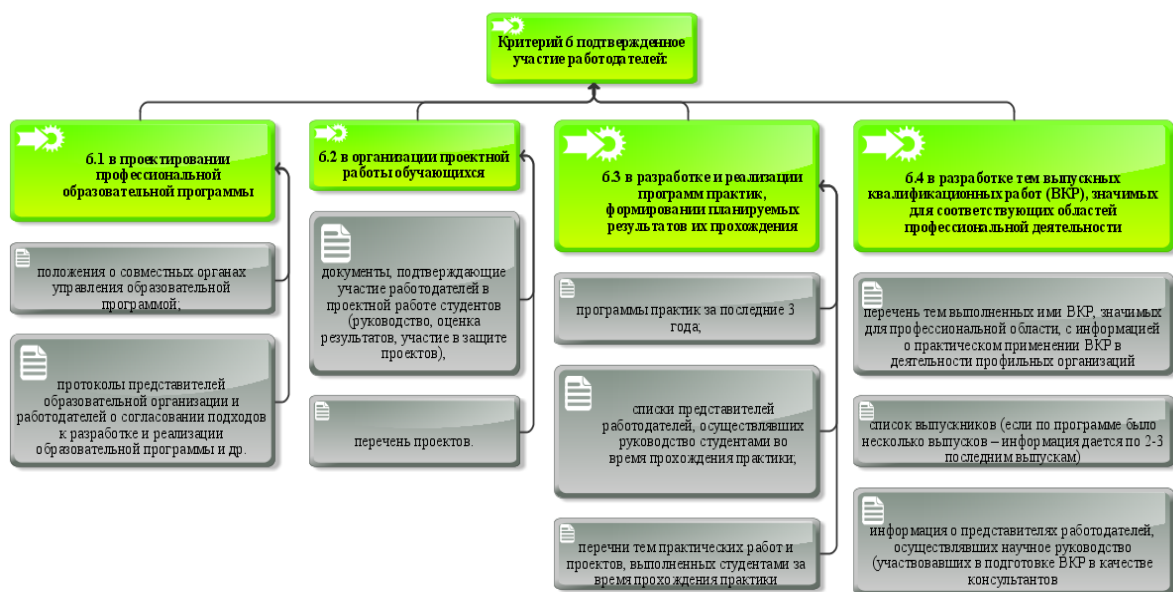 Критерий 6 подтвержденное
участие работодателей:
6.1 в проектировании
профессиональной
образовательной программы
положения о совместных органах
управления образовательной
программой;
протоколы представителей
образовательной организации и
работодателей о согласовании подходов
к разработке и реализации
образовательной программы и др.
6.2 в организации проектной
работы обучающихся
документы, подтверждающие
участие работодателей в
проектной работе студентов
(руководство, оценка
результатов, участие в защите
проектов),
перечень проектов.
6.3 в разработке и реализации
программ практик,
формировании планируемых
результатов их прохождения
программы практик за последние 3
года;
списки представителей
работодателей, осуществлявших
руководство студентами во
время прохождения практики;
перечни тем практических работ и
проектов, выполненных студентами за
время прохождения практики
6.4 в разработке тем выпускных
квалификационных работ (ВКР), значимых
для соответствующих областей
профессиональной деятельности
перечень тем выполненных ими ВКР, значимых
для профессиональной области, с информацией
о практическом применении ВКР в
деятельности профильных организаций
список выпускников (если по программе было
несколько выпусков – информация дается по 2-3
последним выпускам)
информация о представителях работодателей,
осуществлявших научное руководство
(участвовавших в подготовке ВКР в качестве
консультантов